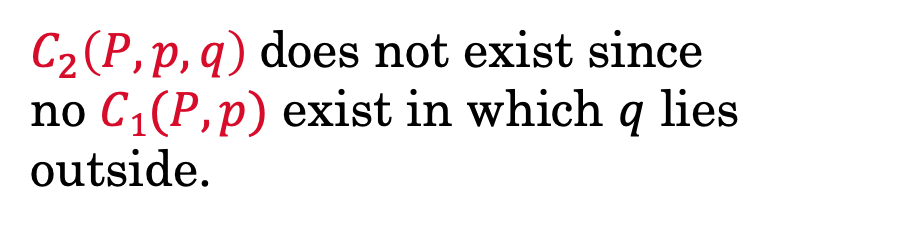 C₂(P, p, q) does not exist since
no C₁(P, p) exist in which q lies
outside.